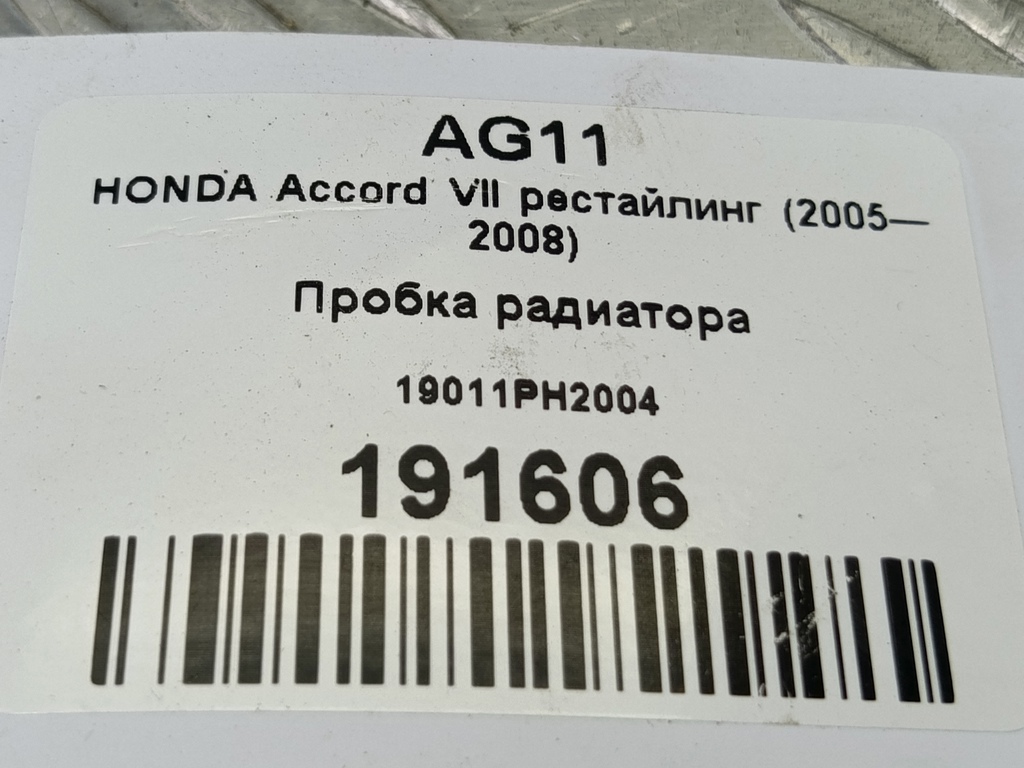 AG11
HONDA Accord VII рестайлинг (2005—
2008)
Пробка радиатора
19011PH2004
191606